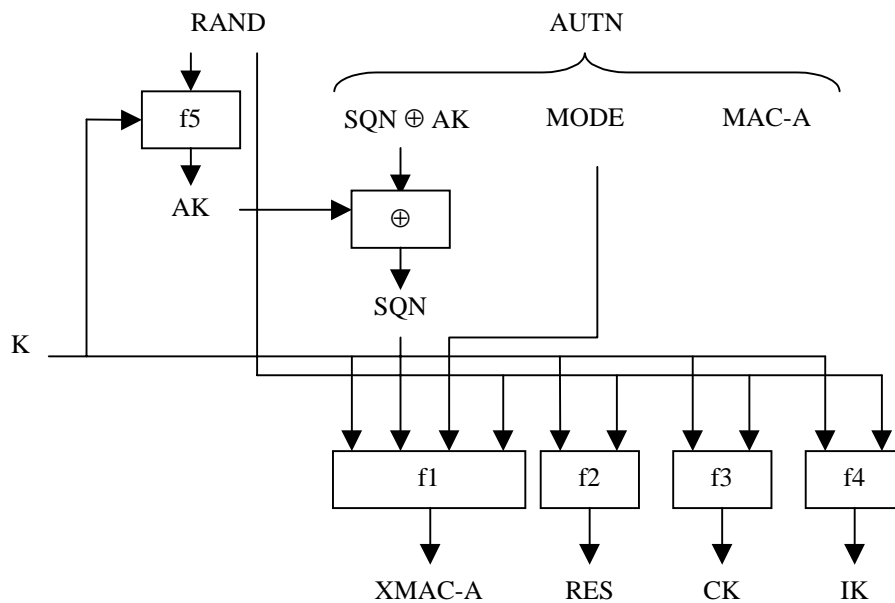 RAND AUTN
f5 SQN ⊕ AK MODE MAC-A
AK ⊕
SQN
K
f1 f2 f3 f4
XMAC-A RES CK IK